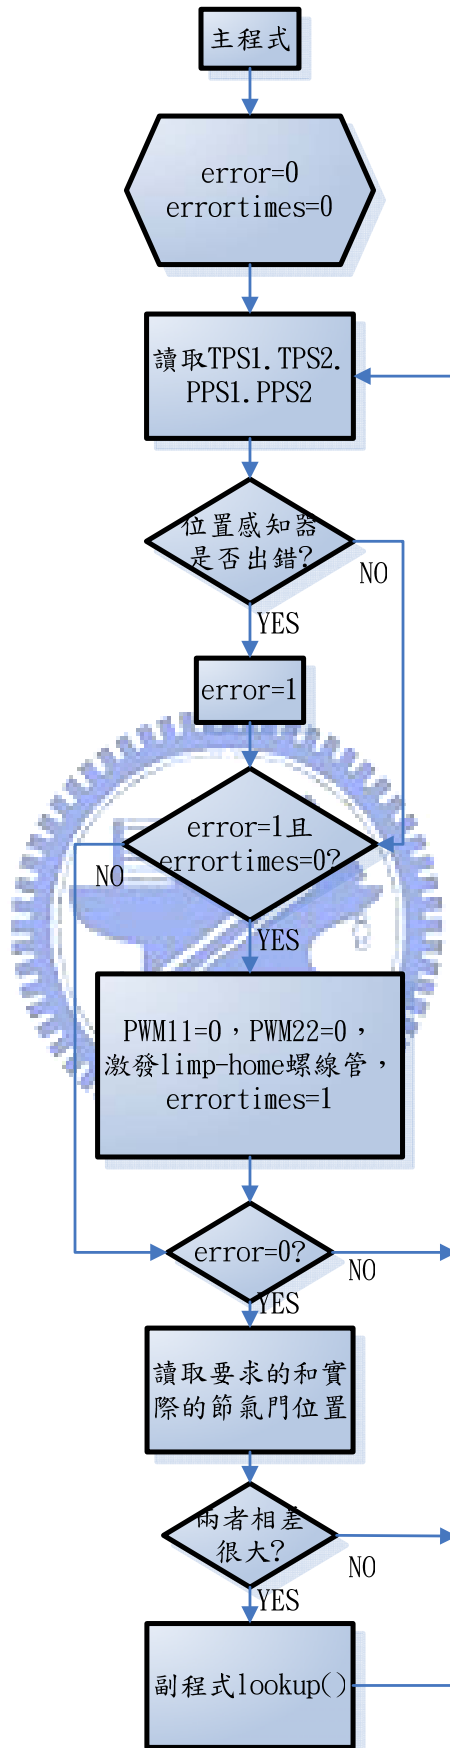 主程式
error=0
errortimes=0
讀取TPS1.TPS2.
PPS1.PPS2
位置感知器
是否出錯?
NO
YES
error=1
error=1且
errortimes=0?
NO
YES
PWM11=0，PWM22=0，
激發limp-home螺線管，
errortimes=1
error=0?
NO
YES
讀取要求的和實
際的節氣門位置
兩者相差
很大?
NO
YES
副程式lookup()